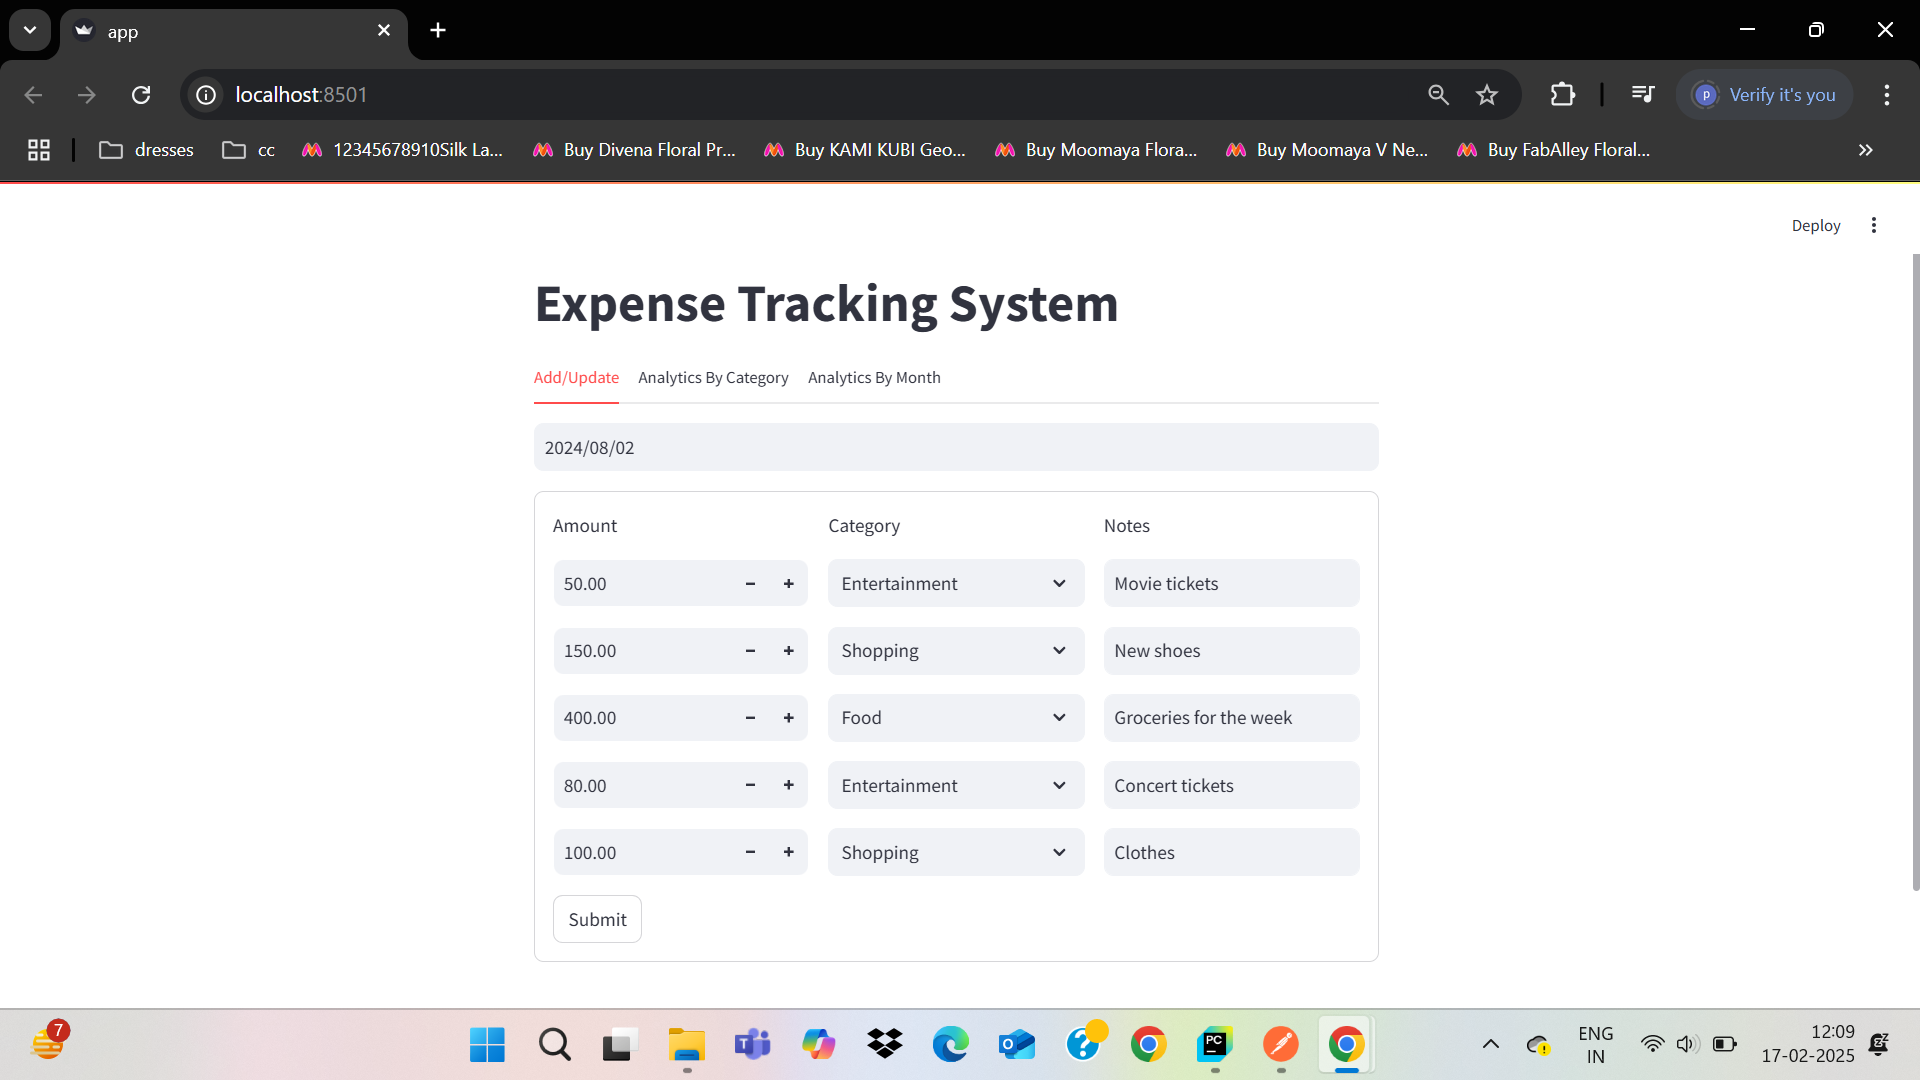 app
localhost:8501
Verify it's you
dresses
cc
12345678910Silk La...
Buy Divena Floral Pr...
Buy KAMI KUBI Geo...
Buy Moomaya Flora...
Buy Moomaya V Ne...
Buy FabAlley Floral...
Deploy
Expense Tracking System
Add/Update Analytics By Category Analytics By Month
2024/08/02
Amount Category Notes
50.00 Entertainment Movie tickets
150.00 Shopping New shoes
400.00 Food Groceries for the week
80.00 Entertainment Concert tickets
100.00 Shopping Clothes
Submit
7
ENG
IN
12:09
17-02-2025